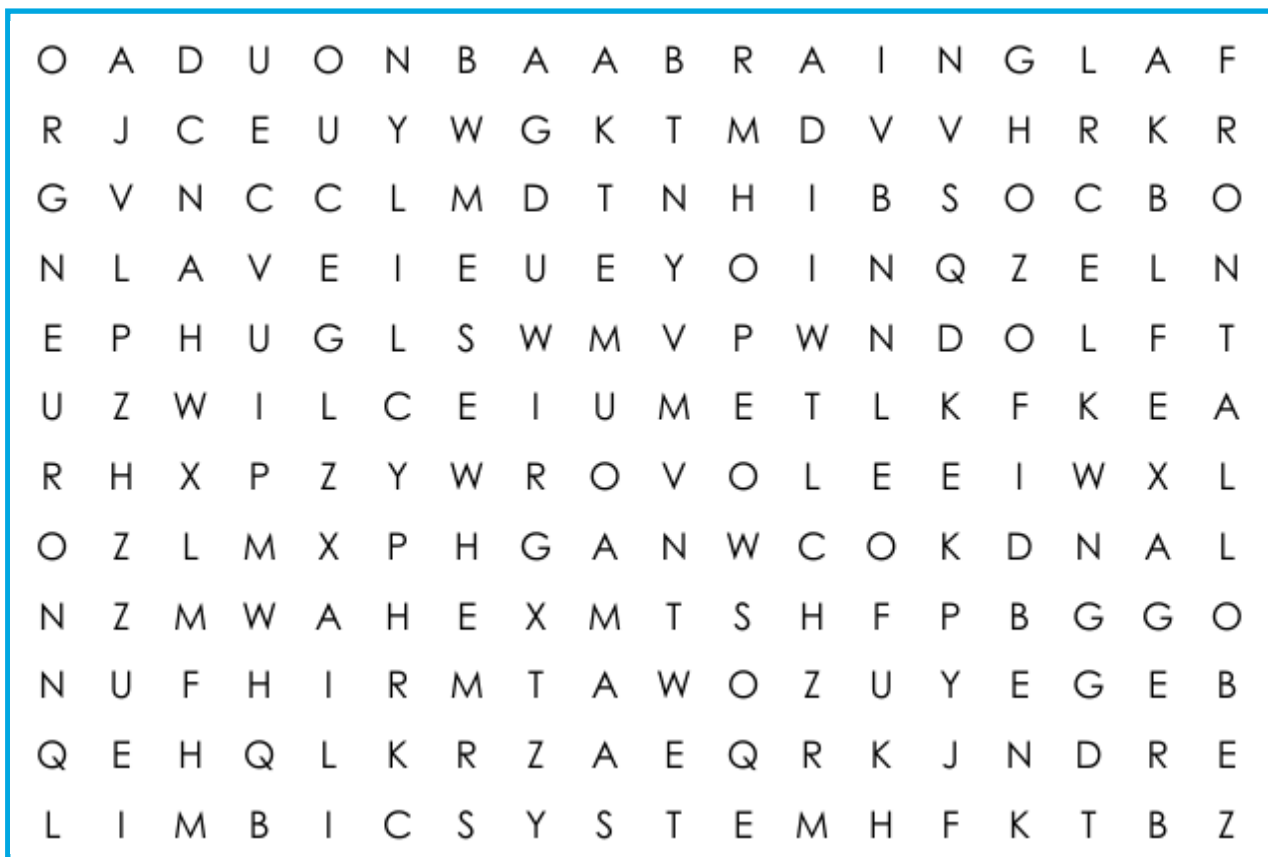 O A D U O N B A A B R A I N G L A F
R J C E U Y W G K T M D V V H R K R
G V N C C L M D T N H I B S O C B O
N L A V E I E U E Y O I N Q Z E L N
E P H U G L S W M V P W N D O L F T
U Z W I L C E I U M E T L K F K E A
R H X P Z Y W R O V O L E E I W X L
O Z L M X P H G A N W C O K D N A L
N Z M W A H E X M T S H F P B G G O
N U F H I R M T A W O Z U Y E G E B
Q E H Q L K R Z A E Q R K J N D R E
L I M B I C S Y S T E M H F K T B Z